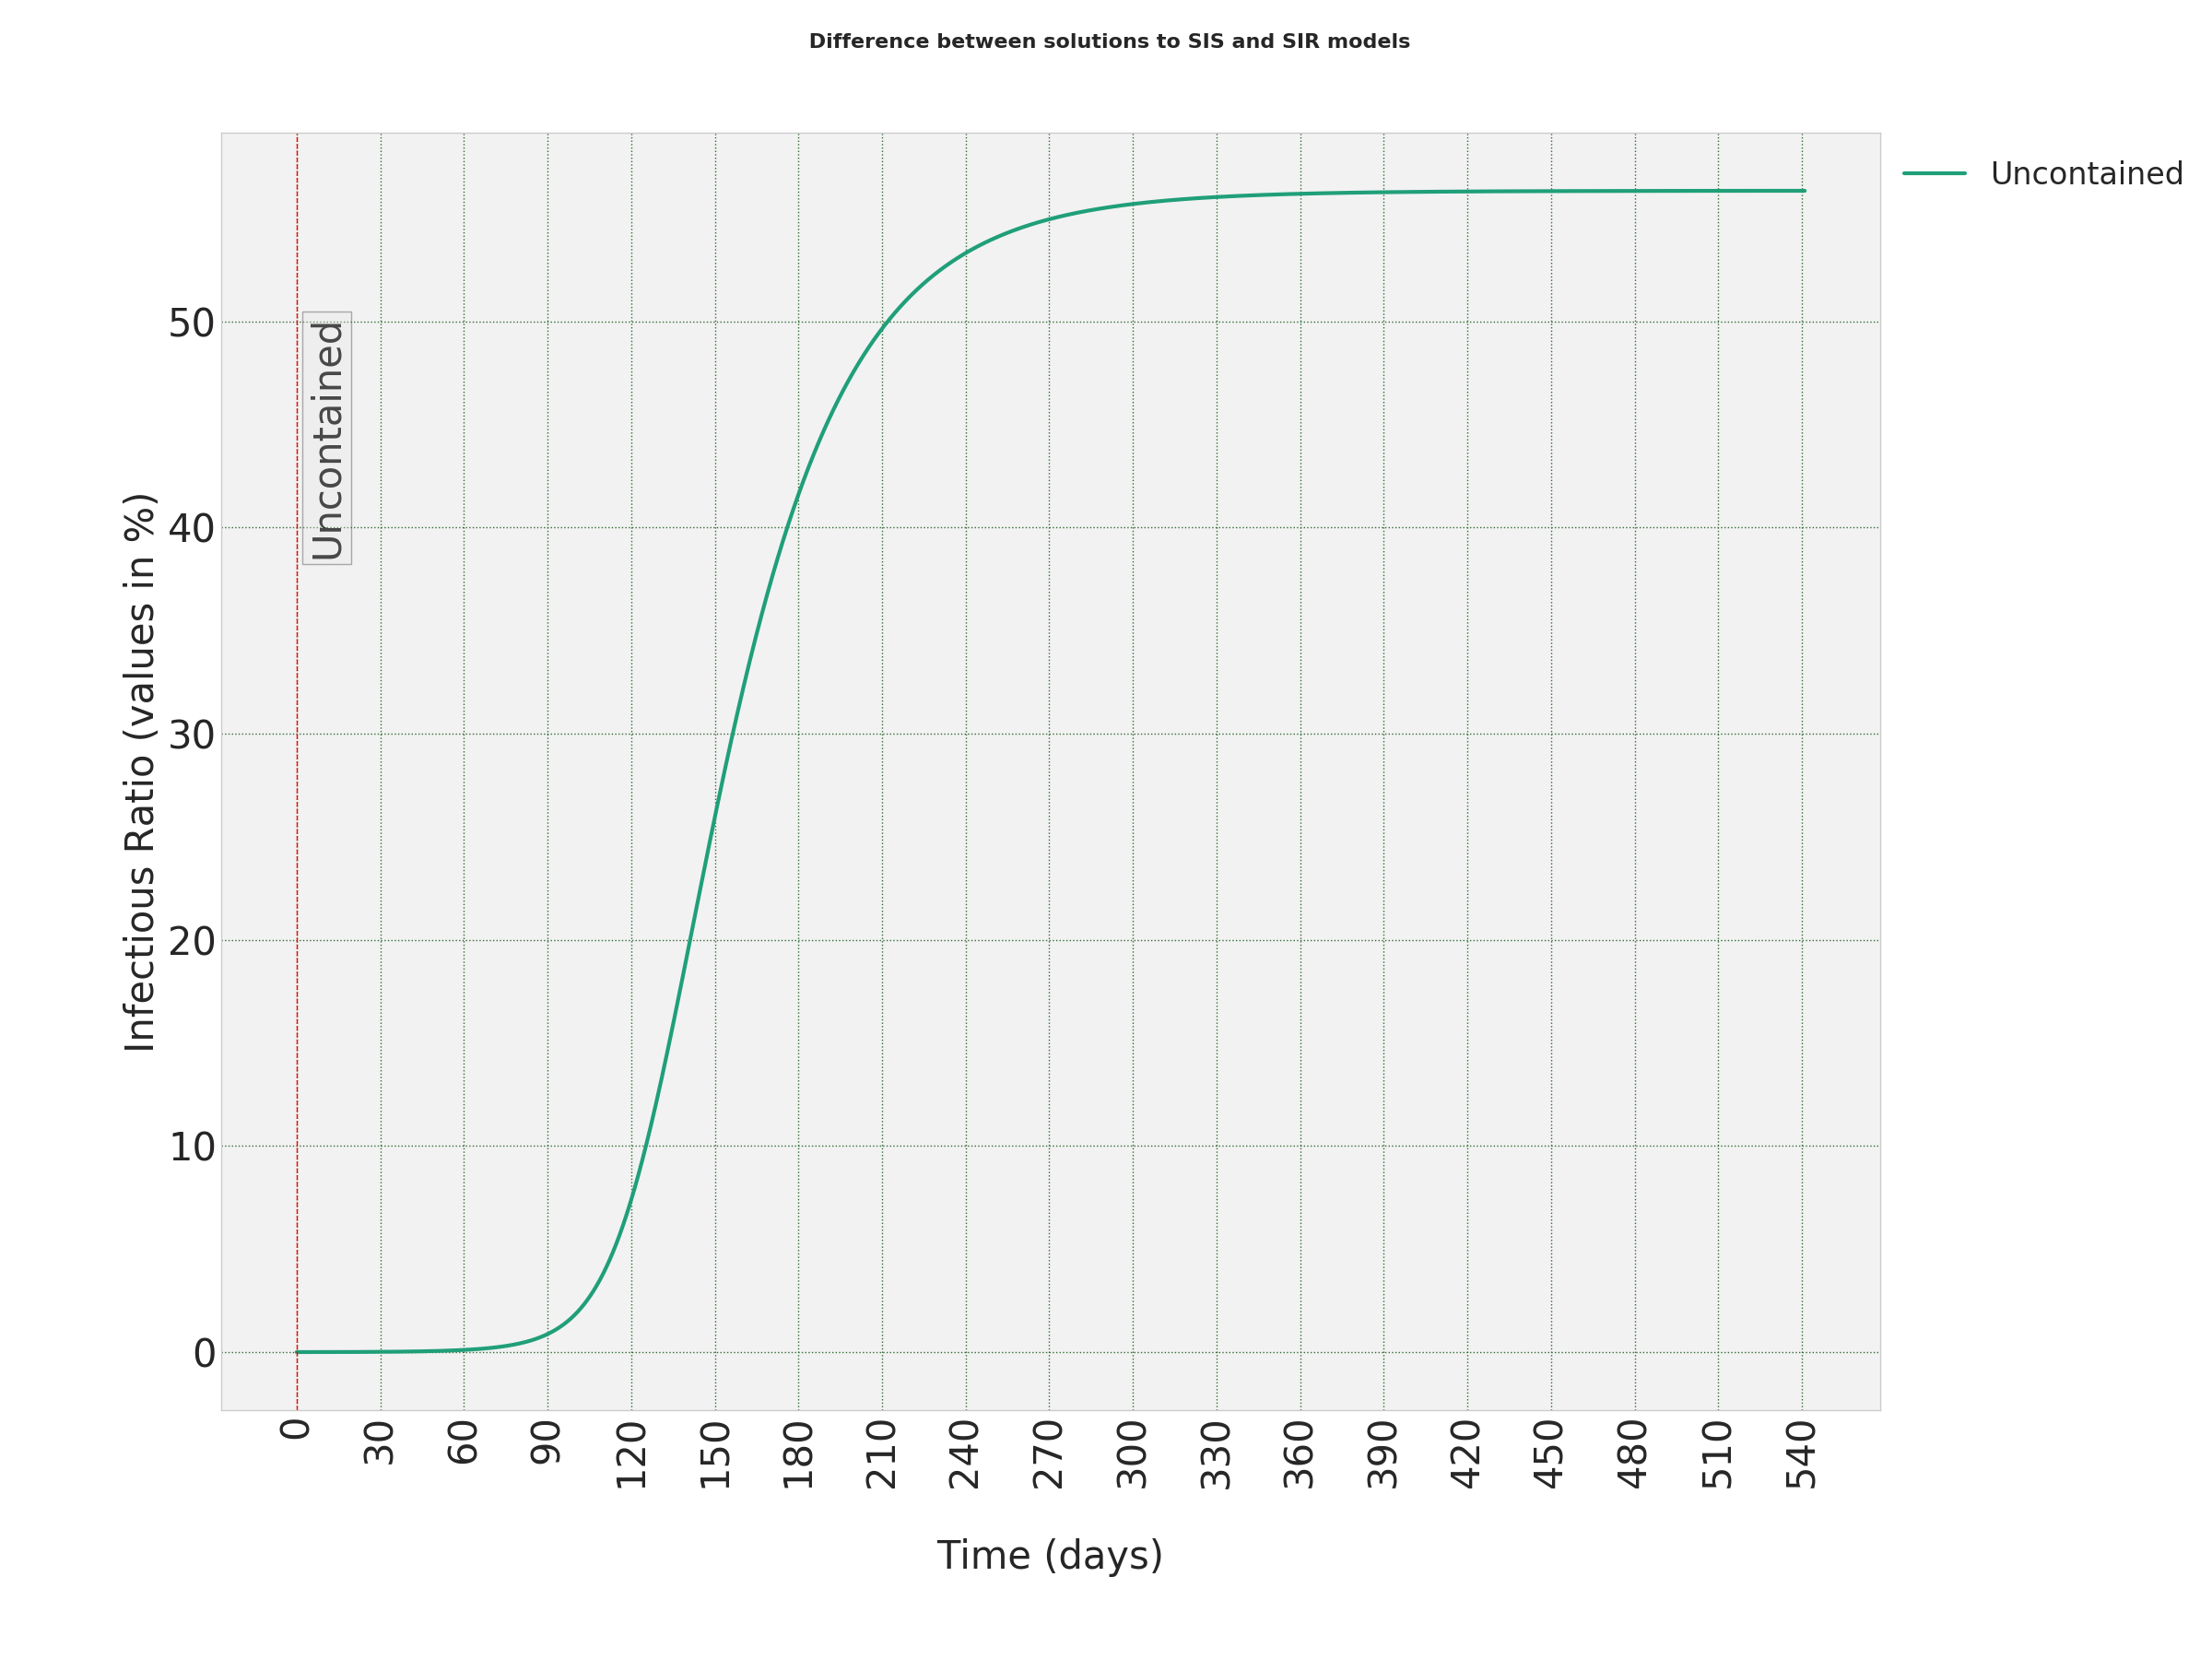 Difference between solutions to SIS and SIR models
Uncontained
Uncontained
Infectious Ratio (values in %)
50
40
30
20
10
0
0 30 60 90 120 150 180 210 240 270 300 330 360 390 420 450 480 510 540
Time (days)